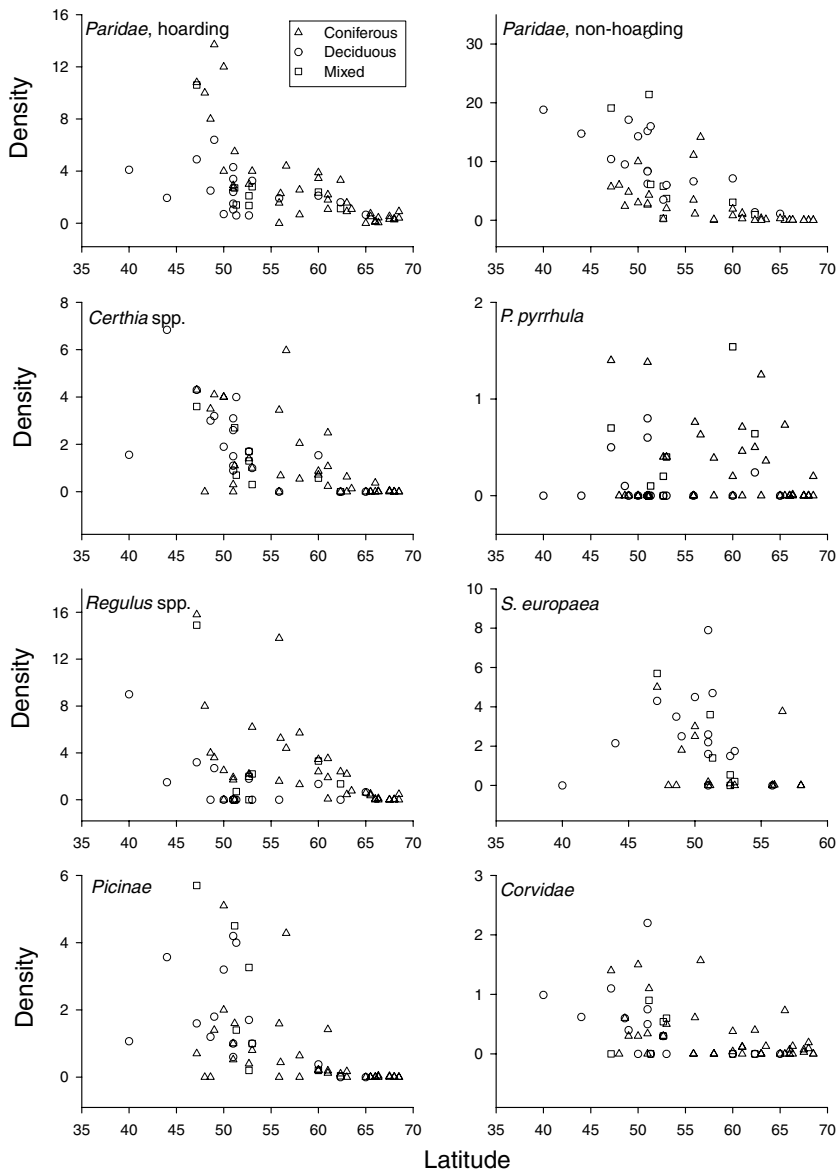 Paridae, hoarding
Coniferous
Deciduous
Mixed
Density
16
12
8
4
0
35 40 45 50 55 60 65 70
Paridae, non-hoarding
30
20
10
0
35 40 45 50 55 60 65 70
Certhia spp.
Density
8
6
4
2
0
35 40 45 50 55 60 65 70
P. pyrrhula
2
1
0
35 40 45 50 55 60 65 70
Regulus spp.
Density
16
12
8
4
0
35 40 45 50 55 60 65 70
S. europaea
10
8
6
4
2
0
35 40 45 50 55 60
Picinae
Density
6
4
2
0
35 40 45 50 55 60 65 70
Corvidae
3
2
1
0
35 40 45 50 55 60 65 70
Latitude